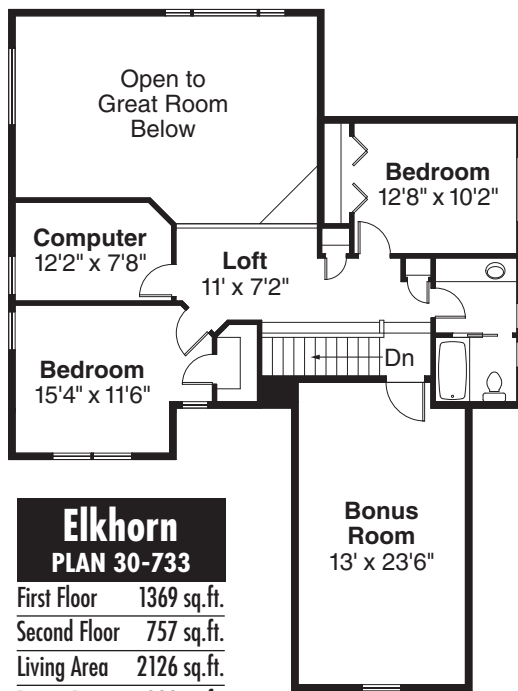 Open to
Great Room
Below
Bedroom
12'8" x 10'2"
Computer
12'2" x 7'8"
Loft
11' x 7'2"
Bedroom
15'4" x 11'6"
Dn
Bonus
Room
13' x 23'6"
Elkhorn
PLAN 30-733
First Floor 1369 sq.ft.
Second Floor 757 sq.ft.
Living Area 2126 sq.ft.